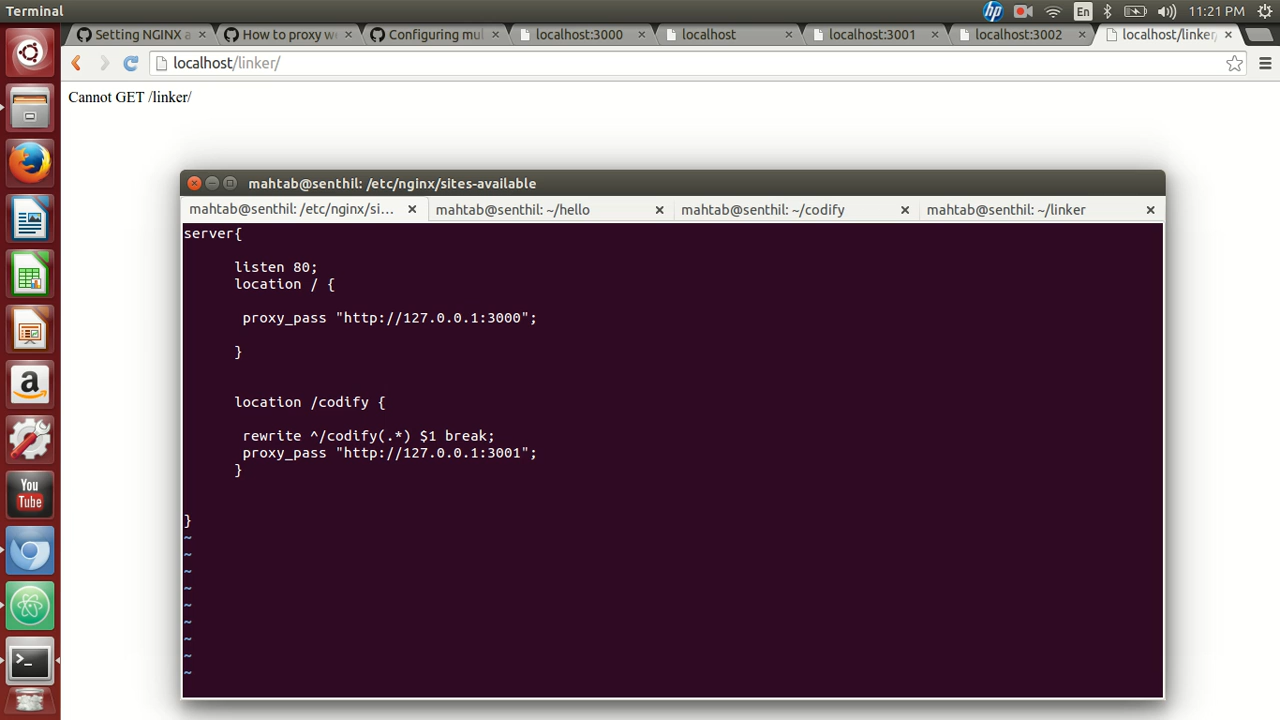 Terminal
hp
En
11:21 PM
Setting NGINX a
How to proxy w
Configuring mul
localhost:3000
localhost
localhost:3001
localhost:3002
localhost/linker/
localhost/linker/
Cannot GET /linker/
mahtab@senthil: /etc/nginx/sites-available
mahtab@senthil: /etc/nginx/si...
mahtab@senthil: ~/hello
mahtab@senthil: ~/codify
mahtab@senthil: ~/linker
server{
listen 80;
location / {
proxy_pass "http://127.0.0.1:3000";
}
location /codify {
rewrite ^/codify(.*) $1 break;
proxy_pass "http://127.0.0.1:3001";
}
}
~
~
~
~
~
~
~
~
~
a
You
Tube
>_